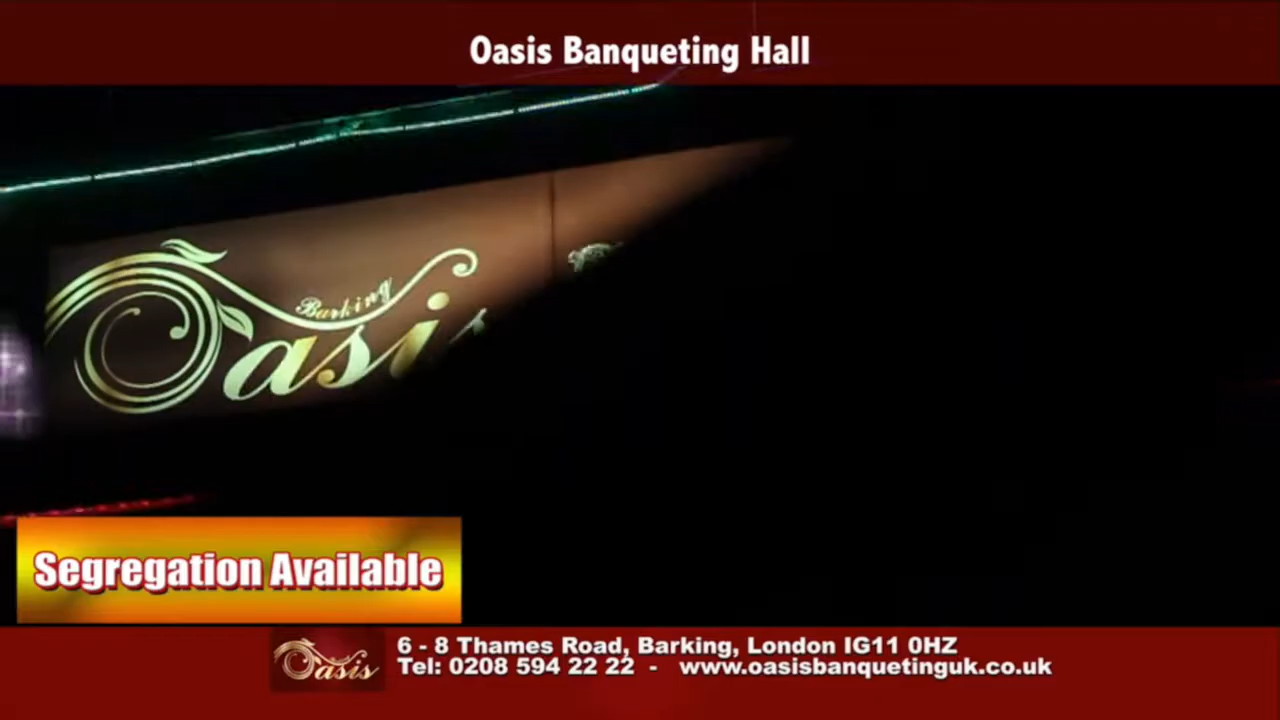 Oasis Banqueting Hall
Barking
Oasis
Segregation Available
Oasis
6 - 8 Thames Road, Barking, London IG11 0HZ
Tel: 0208 594 22 22 - www.oasisbanquetinguk.co.uk